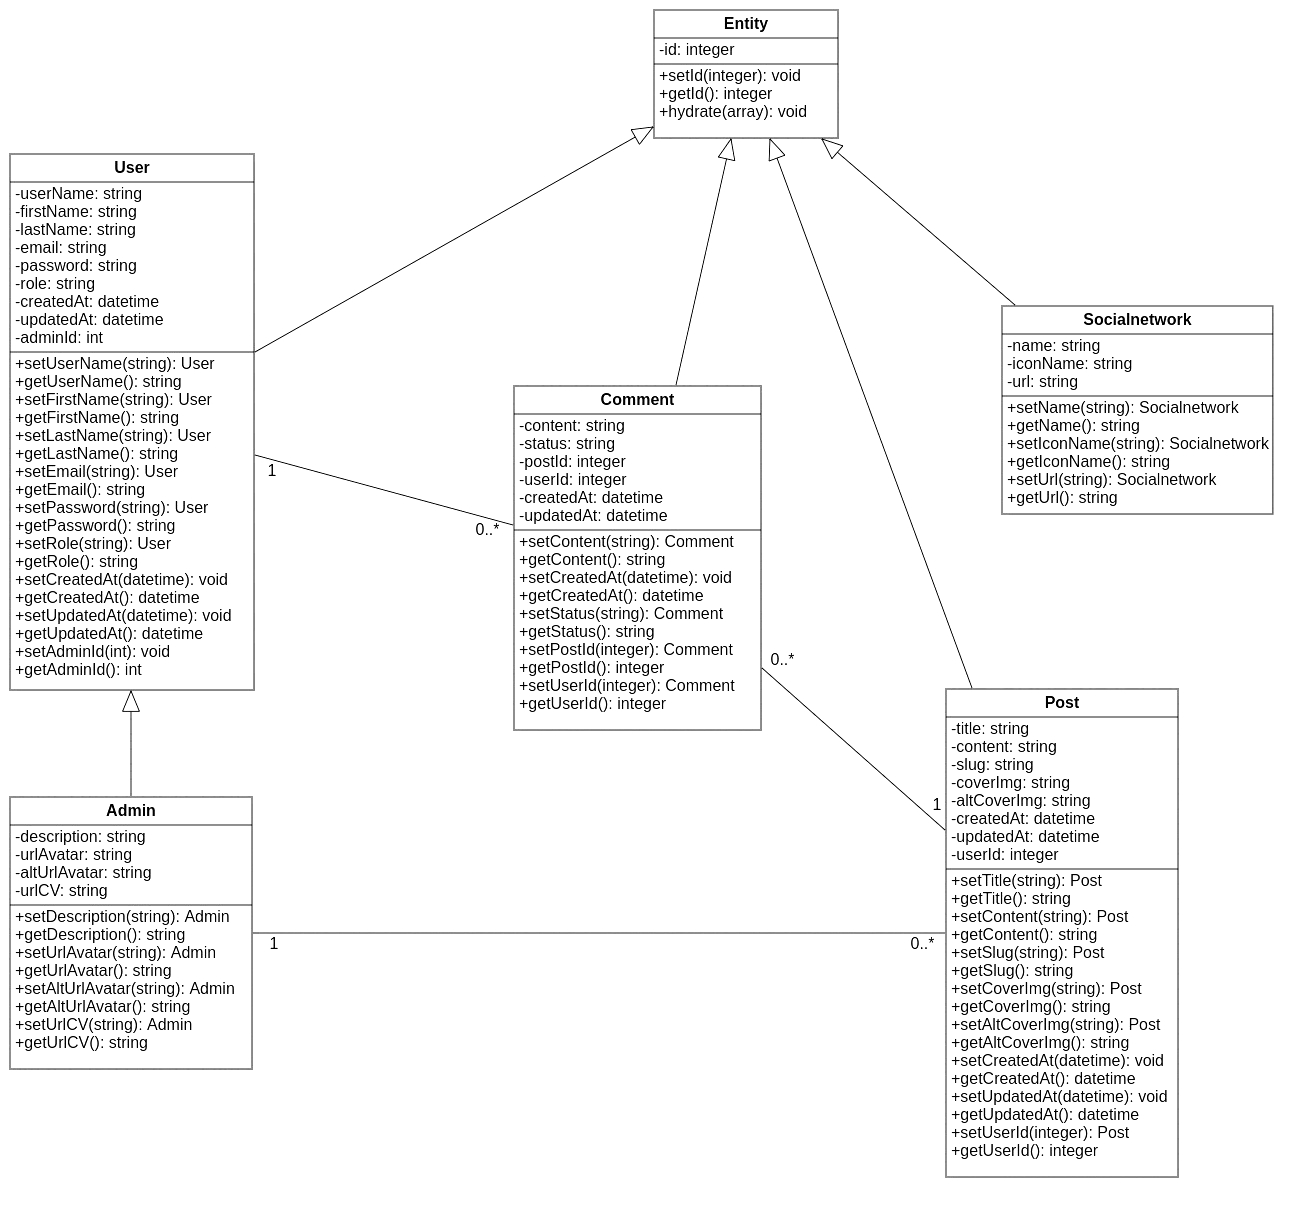 Entity
-id: integer
+setId(integer): void
+getId(): integer
+hydrate(array): void
User
-userName: string
-firstName: string
-lastName: string
-email: string
-password: string
-role: string
-createdAt: datetime
-updatedAt: datetime
-adminId: int
+setUserName(string): User
+getUserName(): string
+setFirstName(string): User
+getFirstName(): string
+setLastName(string): User
+getLastName(): string
+setEmail(string): User
+getEmail(): string
+setPassword(string): User
+getPassword(): string
+setRole(string): User
+getRole(): string
+setCreatedAt(datetime): void
+getCreatedAt(): datetime
+setUpdatedAt(datetime): void
+getUpdatedAt(): datetime
+setAdminId(int): void
+getAdminId(): int
1
0..*
Comment
-content: string
-status: string
-postId: integer
-userId: integer
-createdAt: datetime
-updatedAt: datetime
+setContent(string): Comment
+getContent(): string
+setCreatedAt(datetime): void
+getCreatedAt(): datetime
+setStatus(string): Comment
+getStatus(): string
+setPostId(integer): Comment
+getPostId(): integer
+setUserId(integer): Comment
+getUserId(): integer
0..*
1
Socialnetwork
-name: string
-iconName: string
-url: string
+setName(string): Socialnetwork
+getName(): string
+setIconName(string): Socialnetwork
+getIconName(): string
+setUrl(string): Socialnetwork
+getUrl(): string
Admin
-description: string
-urlAvatar: string
-altUrlAvatar: string
-urlCV: string
+setDescription(string): Admin
+getDescription(): string
+setUrlAvatar(string): Admin
+getUrlAvatar(): string
+setAltUrlAvatar(string): Admin
+getAltUrlAvatar(): string
+setUrlCV(string): Admin
+getUrlCV(): string
1
0..*
Post
-title: string
-content: string
-slug: string
-coverImg: string
-altCoverImg: string
-createdAt: datetime
-updatedAt: datetime
-userId: integer
+setTitle(string): Post
+getTitle(): string
+setContent(string): Post
+getContent(): string
+setSlug(string): Post
+getSlug(): string
+setCoverImg(string): Post
+getCoverImg(): string
+setAltCoverImg(string): Post
+getAltCoverImg(): string
+setCreatedAt(datetime): void
+getCreatedAt(): datetime
+setUpdatedAt(datetime): void
+getUpdatedAt(): datetime
+setUserId(integer): Post
+getUserId(): integer